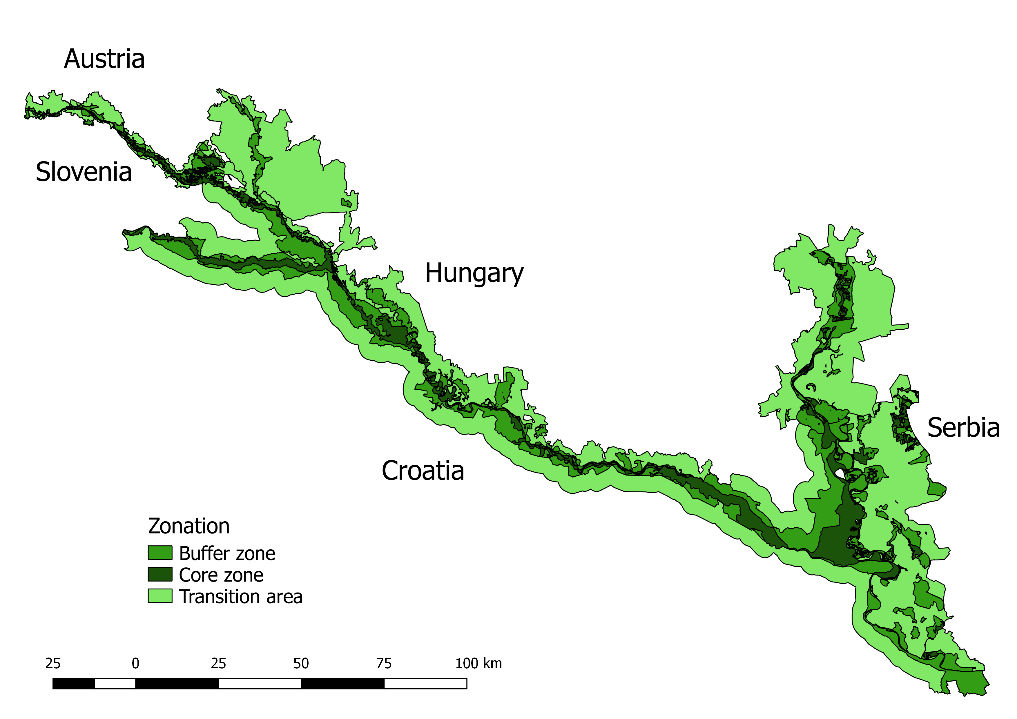 Austria
Slovenia
Hungary
Serbia
Croatia
Zonation
Buffer zone
Core zone
Transition area
25 0 25 50 75 100 km